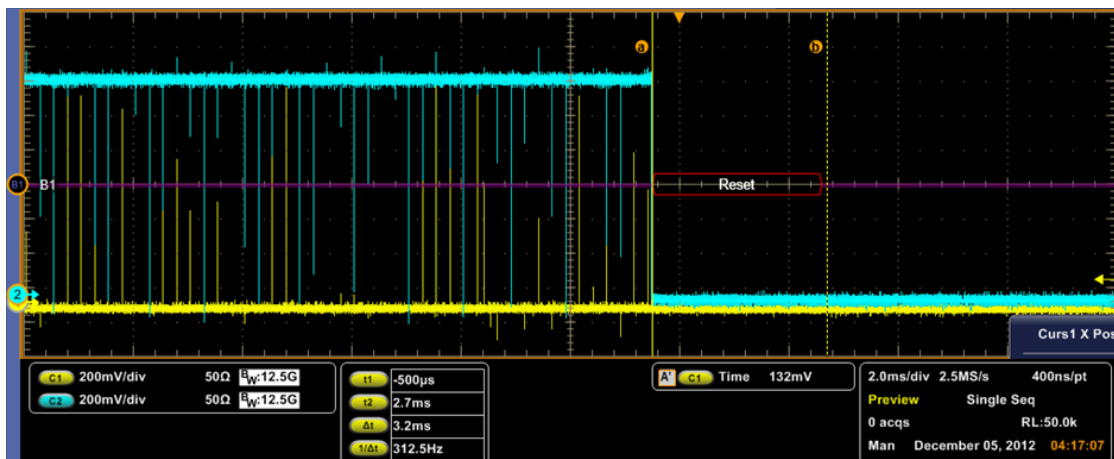 a
b
B1
B1
Reset
2
Curs1 X Pos
C1 200mV/div 50Ω BW:12.5G
C2 200mV/div 50Ω BW:12.5G
t1 -500µs
t2 2.7ms
Δt 3.2ms
1/Δt 312.5Hz
A' C1 Time 132mV
2.0ms/div 2.5MS/s 400ns/pt
Preview Single Seq
0 acqs RL:50.0k
Man December 05, 2012 04:17:07